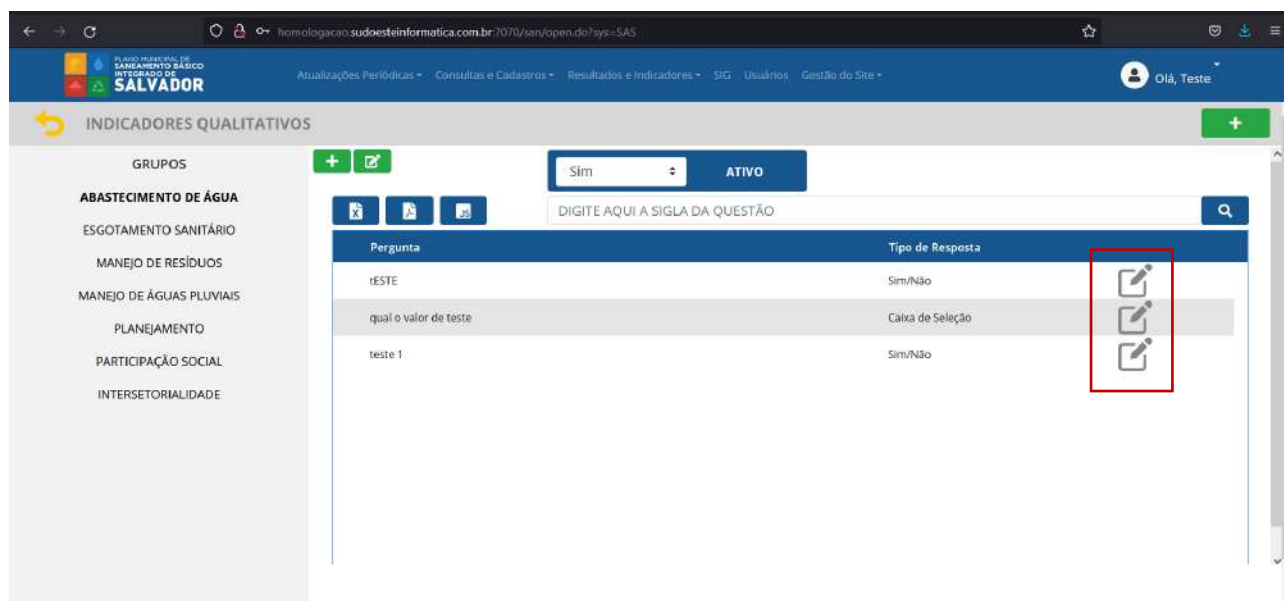 homologacao.sudoesteinformatica.com.br:7070/san/open.do?sys=SAS
PLANO MUNICIPAL DE
SANEAMENTO BÁSICO
INTEGRADO DE
SALVADOR
Atualizações Periódicas Consultas e Cadastros Resultados e Indicadores SIG Usuários Gestão do Site
Olá, Teste
INDICADORES QUALITATIVOS
+
GRUPOS
ABASTECIMENTO DE ÁGUA
ESGOTAMENTO SANITÁRIO
MANEJO DE RESÍDUOS
MANEJO DE ÁGUAS PLUVIAIS
PLANEJAMENTO
PARTICIPAÇÃO SOCIAL
INTERSETORIALIDADE
+
Sim ATIVO
X JS DIGITE AQUI A SIGLA DA QUESTÃO
Pergunta Tipo de Resposta
tESTE Sim/Não
qual o valor de teste Caixa de Seleção
teste 1 Sim/Não